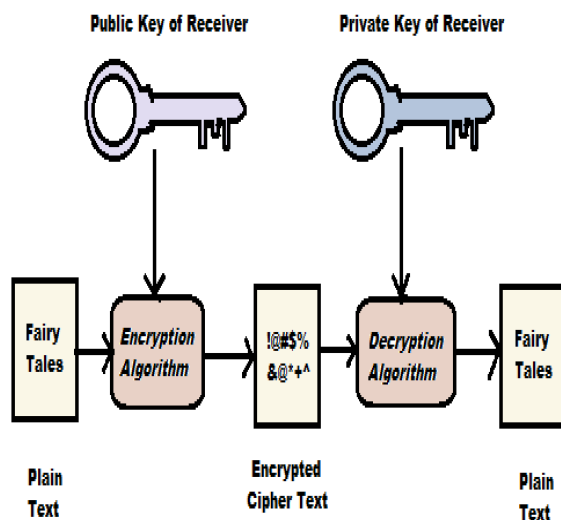 Public Key of Receiver
Private Key of Receiver
Fairy
Tales
Encryption
Algorithm
!@#$%
&@*+^
Decryption
Algorithm
Fairy
Tales
Plain
Text
Encrypted
Cipher Text
Plain
Text